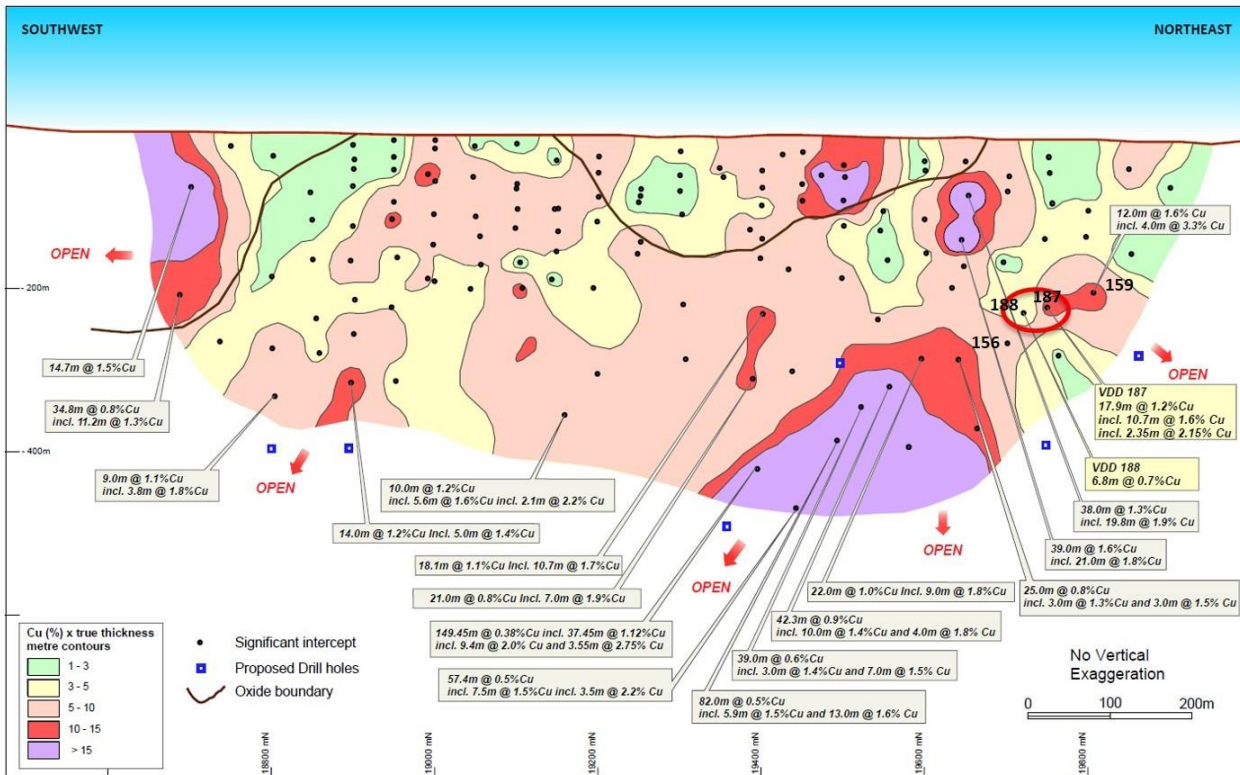 SOUTHWEST
NORTHEAST
OPEN
- 200m
- 400m
12.0m @ 1.6% Cu
incl. 4.0m @ 3.3% Cu
188
187
159
156
14.7m @ 1.5%Cu
34.8m @ 0.8%Cu
incl. 11.2m @ 1.3%Cu
9.0m @ 1.1%Cu
incl. 3.8m @ 1.8%Cu
OPEN
10.0m @ 1.2%Cu
incl. 5.6m @ 1.6%Cu incl. 2.1m @ 2.2% Cu
14.0m @ 1.2%Cu Incl. 5.0m @ 1.4%Cu
18.1m @ 1.1%Cu Incl. 10.7m @ 1.7%Cu
21.0m @ 0.8%Cu Incl. 7.0m @ 1.9%Cu
149.45m @ 0.38%Cu incl. 37.45m @ 1.12%Cu
incl. 9.4m @ 2.0% Cu and 3.55m @ 2.75% Cu
57.4m @ 0.5%Cu
incl. 7.5m @ 1.5%Cu incl. 3.5m @ 2.2% Cu
OPEN
OPEN
OPEN
VDD 187
17.9m @ 1.2%Cu
incl. 10.7m @ 1.6% Cu
incl. 2.35m @ 2.15% Cu
VDD 188
6.8m @ 0.7%Cu
38.0m @ 1.3%Cu
incl. 19.8m @ 1.9% Cu
39.0m @ 1.6%Cu
incl. 21.0m @ 1.8%Cu
25.0m @ 0.8%Cu
incl. 3.0m @ 1.3%Cu and 3.0m @ 1.5% Cu
22.0m @ 1.0%Cu Incl. 9.0m @ 1.8%Cu
42.3m @ 0.9%Cu
incl. 10.0m @ 1.4%Cu and 4.0m @ 1.8% Cu
39.0m @ 0.6%Cu
incl. 3.0m @ 1.4%Cu and 7.0m @ 1.5% Cu
82.0m @ 0.5%Cu
incl. 5.9m @ 1.5%Cu and 13.0m @ 1.6% Cu
Cu (%) x true thickness
metre contours
1 - 3
3 - 5
5 - 10
10 - 15
> 15
Significant intercept
Proposed Drill holes
Oxide boundary
No Vertical
Exaggeration
0 100 200m
18800 mN
19000 mN
19200 mN
19400 mN
19600 mN
19800 mN